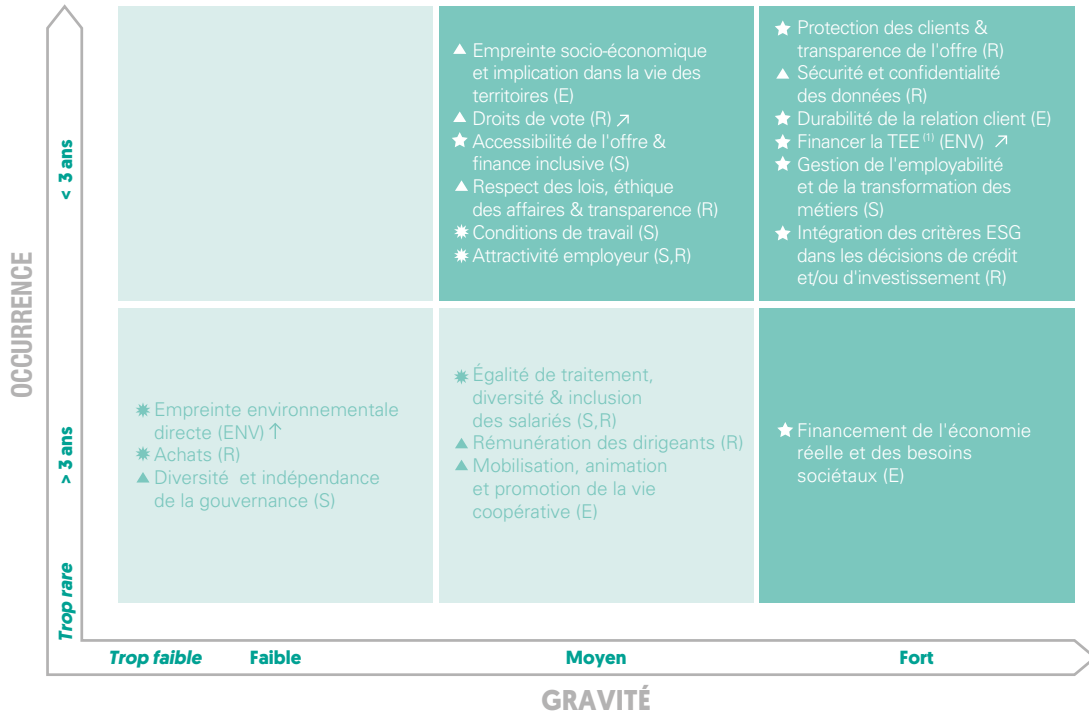 OCCURRENCE
< 3 ans
> 3 ans
Trop rare
▲ Empreinte socio-économique
et implication dans la vie des
territoires (E)
▲ Droits de vote (R) ↗
★ Accessibilité de l'offre &
finance inclusive (S)
▲ Respect des lois, éthique
des affaires & transparence (R)
✹ Conditions de travail (S)
✹ Attractivité employeur (S,R)
★ Protection des clients &
transparence de l'offre (R)
▲ Sécurité et confidentialité
des données (R)
★ Durabilité de la relation client (E)
★ Financer la TEE (1) (ENV) ↗
★ Gestion de l'employabilité
et de la transformation des
métiers (S)
★ Intégration des critères ESG
dans les décisions de crédit
et/ou d'investissement (R)
✹ Empreinte environnementale
directe (ENV) ↑
✹ Achats (R)
▲ Diversité et indépendance
de la gouvernance (S)
✹ Égalité de traitement,
diversité & inclusion
des salariés (S,R)
▲ Rémunération des dirigeants (R)
▲ Mobilisation, animation
et promotion de la vie
coopérative (E)
★ Financement de l'économie
réelle et des besoins
sociétaux (E)
Trop faible Faible Moyen Fort
GRAVITÉ